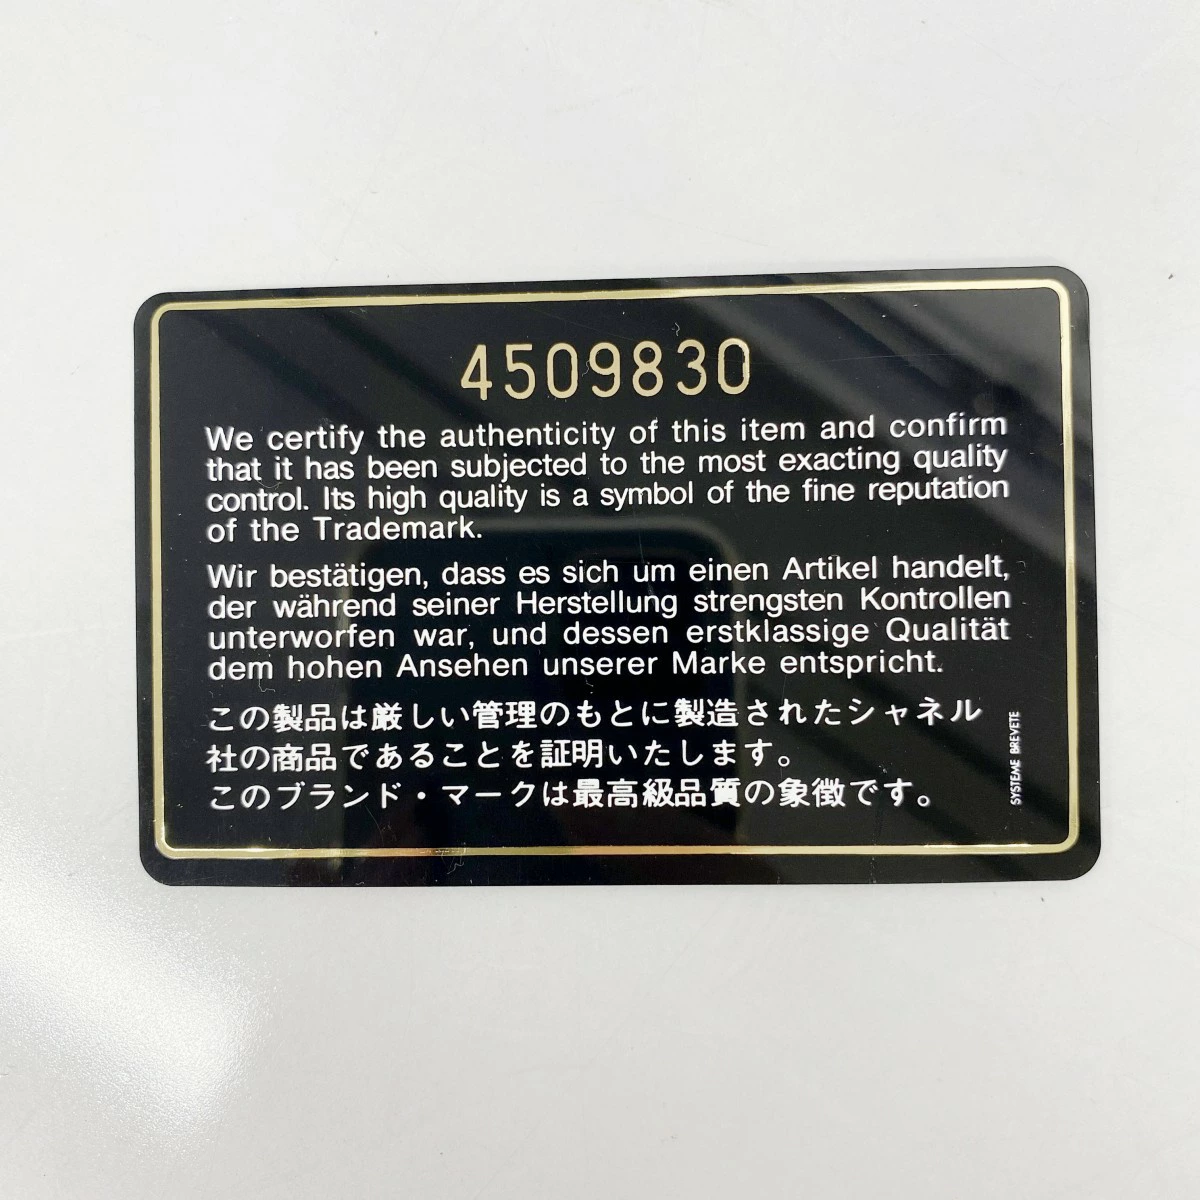 4509830
We certify the authenticity of this item and confirm
that it has been subjected to the most exacting quality
control. Its high quality is a symbol of the fine reputation
of the Trademark.
Wir bestätigen, dass es sich um einen Artikel handelt,
der während seiner Herstellung strengsten Kontrollen
unterworfen war, und dessen erstklassige Qualität
dem hohen Ansehen unserer Marke entspricht.
この製品は厳しい管理のもとに製造されたシャネル
社の商品であることを証明いたします。
このブランド・マークは最高級品質の象徴です。
SYSTEME BREVETE